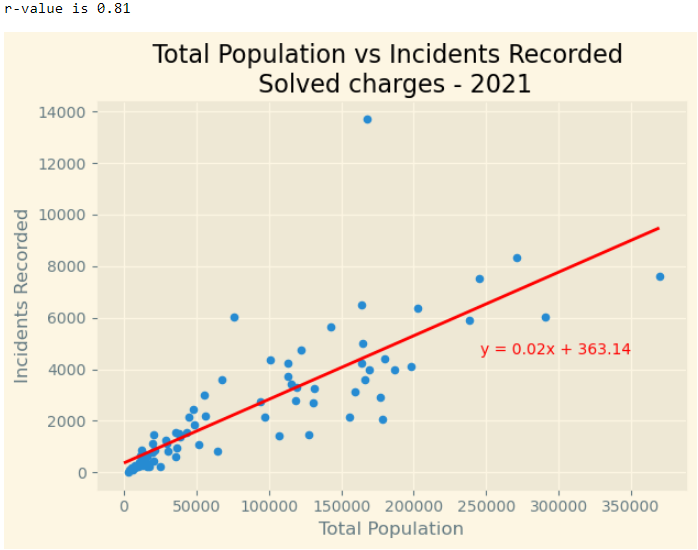 r-value is 0.81
Total Population vs Incidents Recorded
Solved charges - 2021
14000
12000
10000
8000
6000
4000
2000
0
Incidents Recorded
y = 0.02x + 363.14
0 50000 100000 150000 200000 250000 300000 350000
Total Population